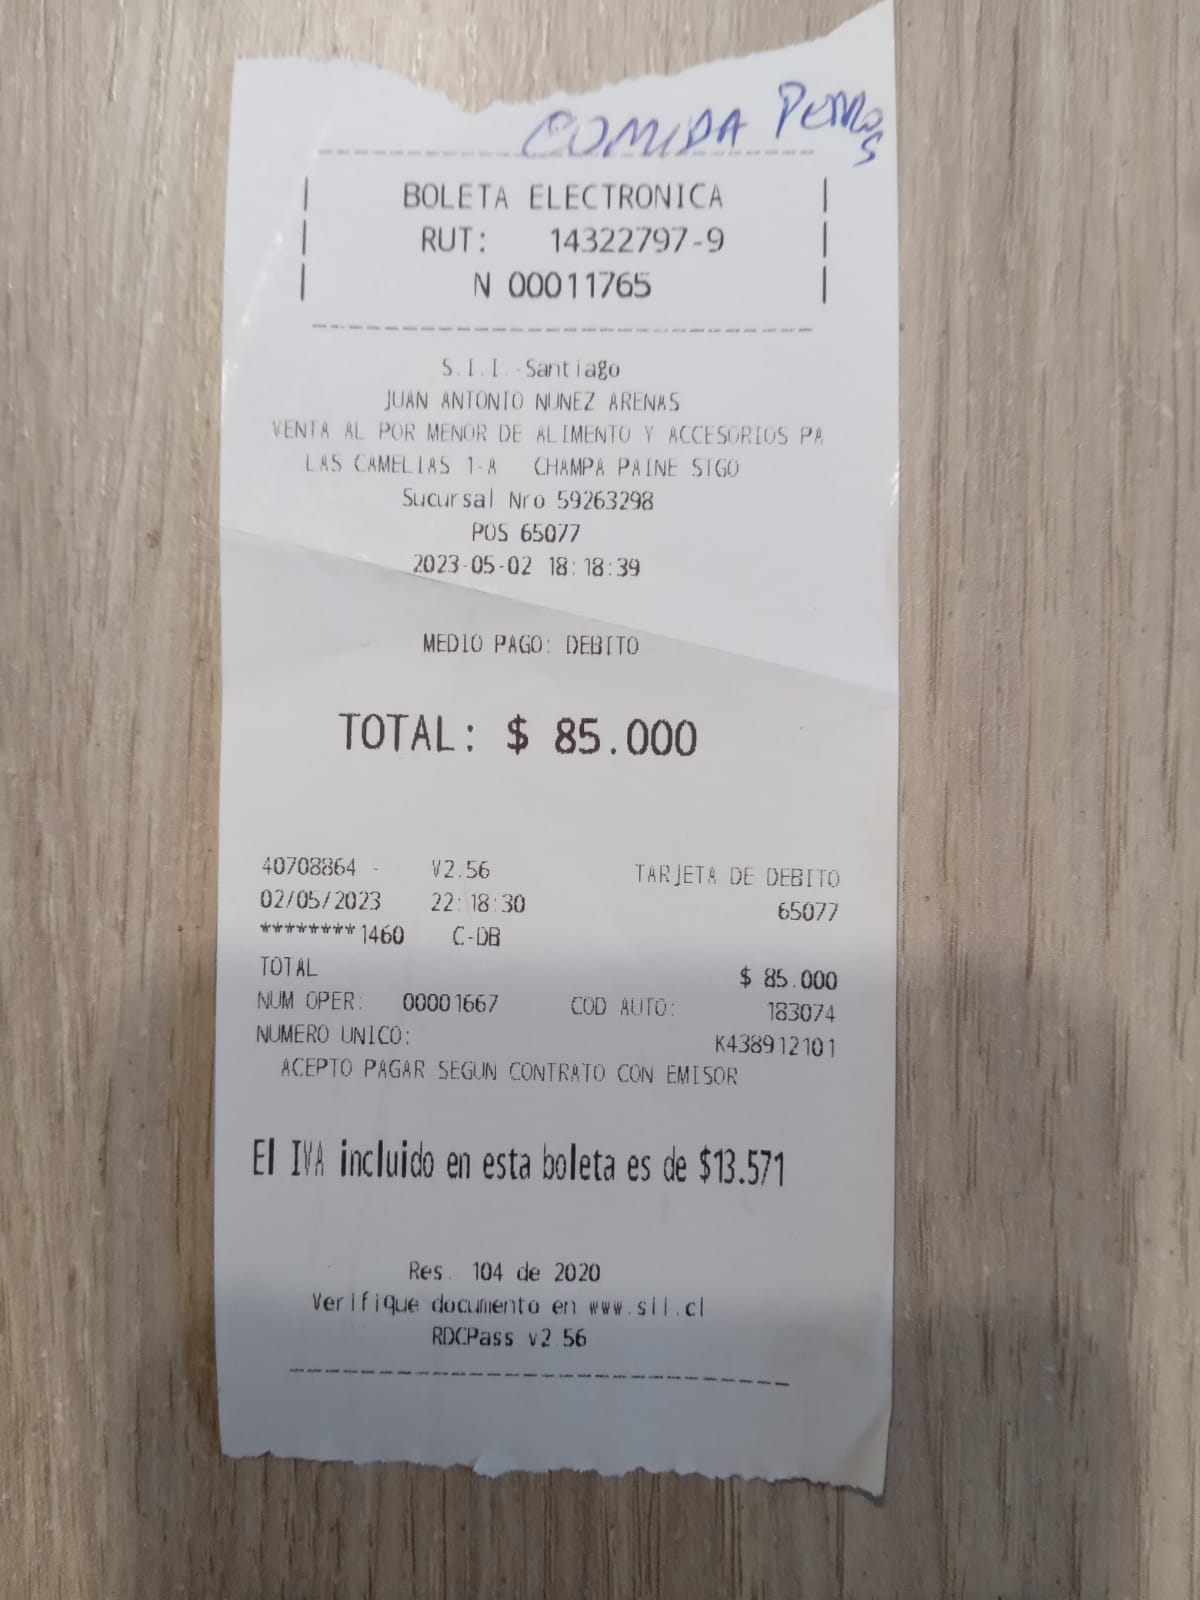 COMIDA PERROS
BOLETA ELECTRONICA
RUT: 14322797-9
N 00011765
S.I.I.-Santiago
JUAN ANTONIO NUNEZ ARENAS
VENTA AL POR MENOR DE ALIMENTO Y ACCESORIOS PA
LAS CAMELIAS 1-A CHAMPA PAINE STGO
Sucursal Nro 59263298
POS 65077
2023-05-02 18:18:39
MEDIO PAGO: DEBITO
TOTAL: $ 85.000
40708864 - V2.56 TARJETA DE DEBITO
02/05/2023 22:18:30 65077
********1460 C-DB
TOTAL $ 85.000
NUM OPER: 00001667 COD AUTO: 183074
NUMERO UNICO: K438912101
ACEPTO PAGAR SEGUN CONTRATO CON EMISOR
El IVA incluido en esta boleta es de $13.571
Res. 104 de 2020
Verifique documento en www.sii.cl
RDCPass v2.56